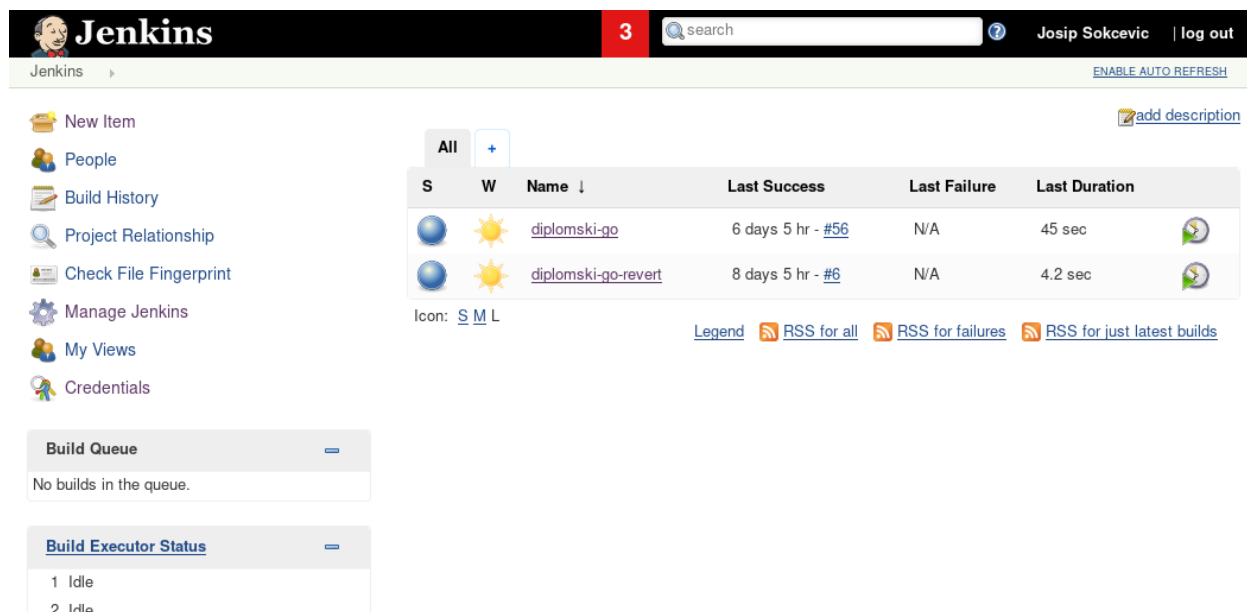 Jenkins 3 search Josip Sokcevic | log out
Jenkins ENABLE AUTO REFRESH
New Item
People
Build History
Project Relationship
Check File Fingerprint
Manage Jenkins
My Views
Credentials
Build Queue
No builds in the queue.
Build Executor Status
1 Idle
2 Idle
add description
All +
S W Name ↓ Last Success Last Failure Last Duration
diplomski-go 6 days 5 hr - #56 N/A 45 sec
diplomski-go-revert 8 days 5 hr - #6 N/A 4.2 sec
Icon: S M L
Legend RSS for all RSS for failures RSS for just latest builds